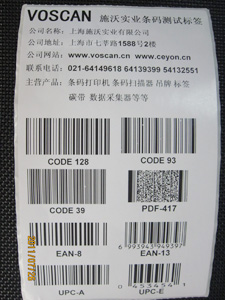 VOSCAN 施沃实业条码测试标签
公司名称：上海施沃实业有限公司
公司地址：上海市七莘路1588号2楼
公司网站：www.voscan.cn www.ceyon.cn
联系电话：021-64149618 64139399 54132551
主营产品：条码打印机 条码扫描器 吊牌 标签
碳带 数据采集器等等
CODE 128 CODE 93
CODE 39 PDF-417
EAN-8 EAN-13
UPC-A UPC-E